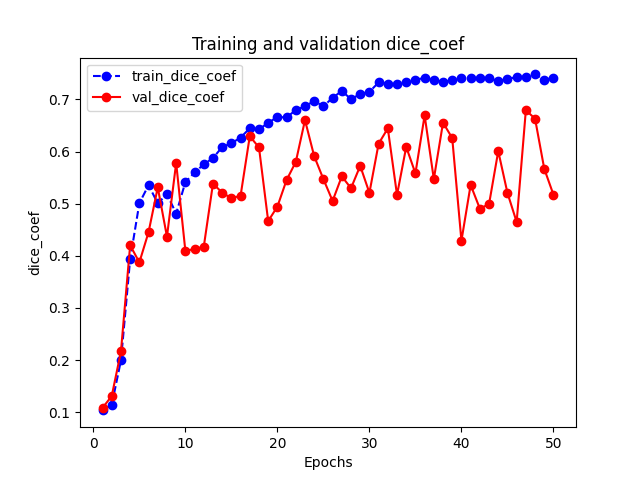 Training and validation dice_coef
train_dice_coef
val_dice_coef
dice_coef
0.7
0.6
0.5
0.4
0.3
0.2
0.1
0 10 20 30 40 50
Epochs